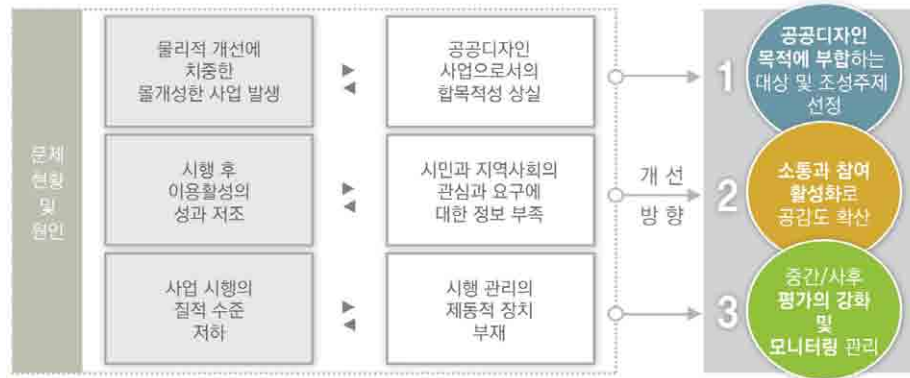 문제
현황
및
원인
물리적 개선에
치중한
몰개성한 사업 발생
공공디자인
사업으로서의
합목적성 상실
1
공공디자인
목적에 부합하는
대상 및 조성주제
선정
시행 후
이용활성의
성과 저조
시민과 지역사회의
관심과 요구에
대한 정보 부족
개 선
방 향
2
소통과 참여
활성화로
공감도 확산
사업 시행의
질적 수준
저하
시행 관리의
제동적 장치
부재
3
중간/사후
평가의 강화
및
모니터링 관리